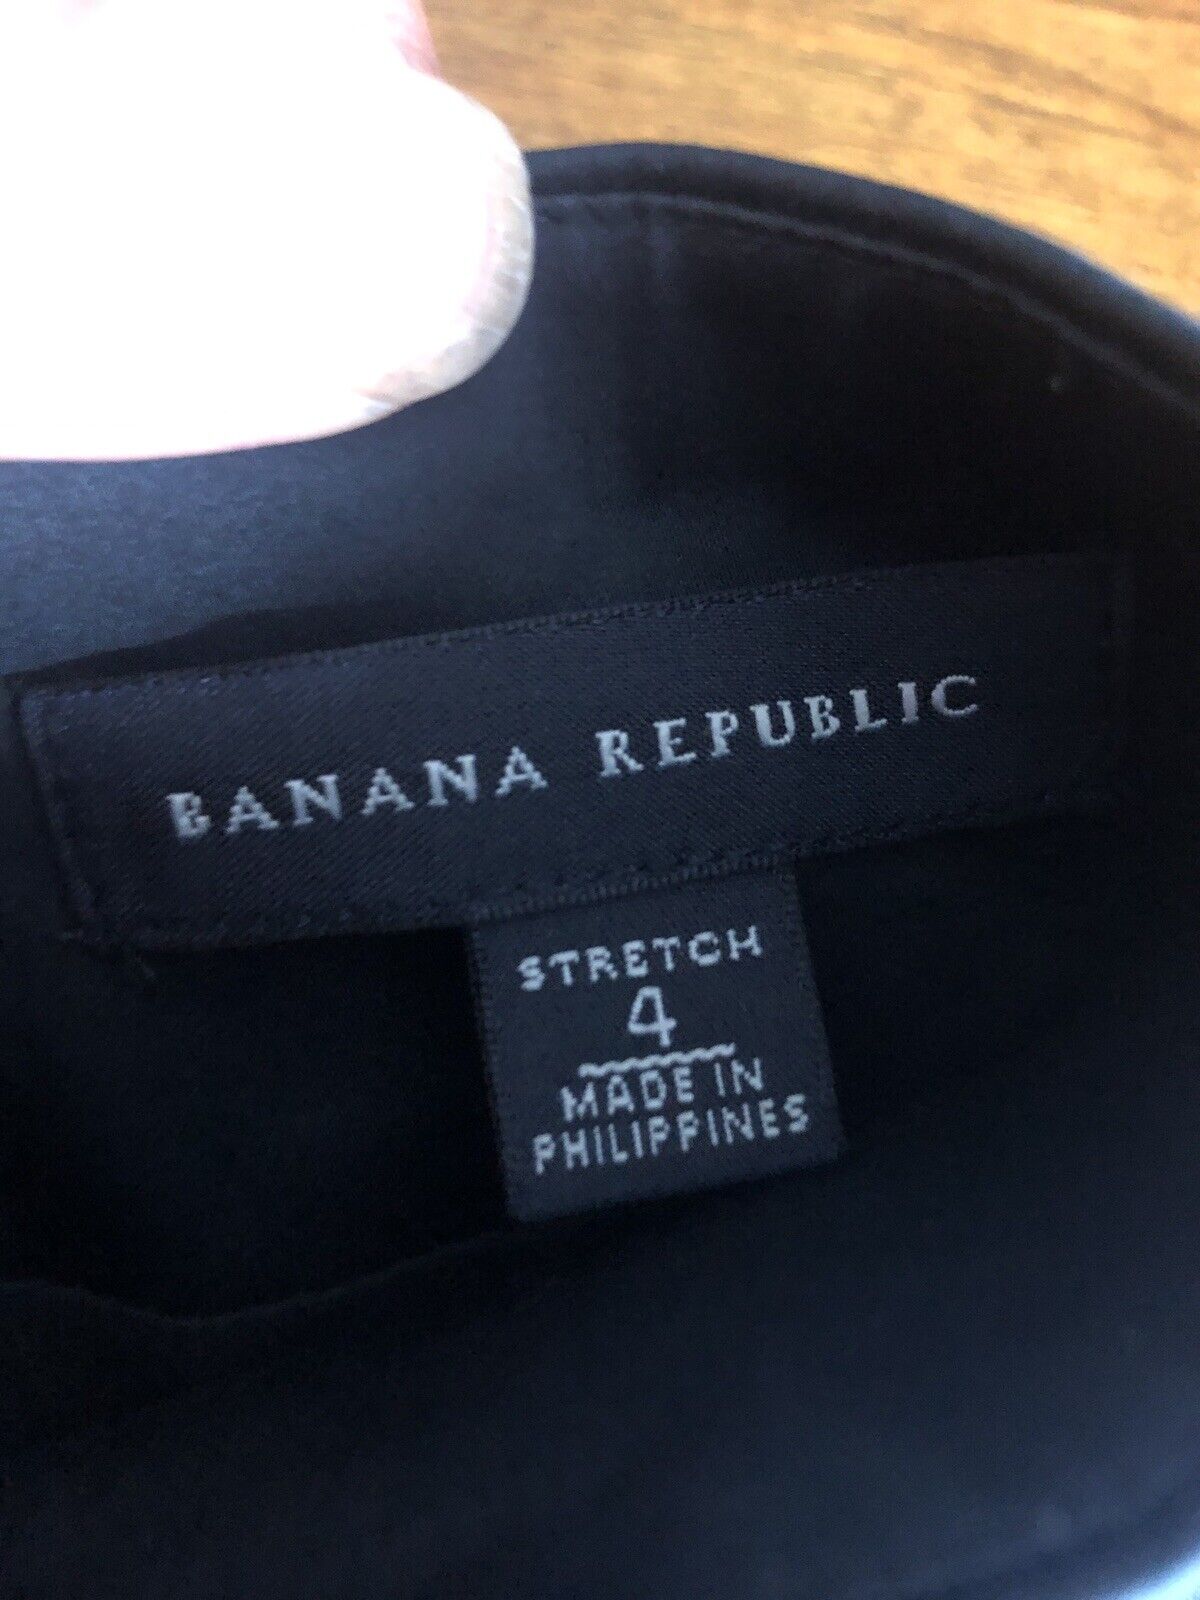 BANANA REPUBLIC
STRETCH
4
MADE IN
PHILIPPINES